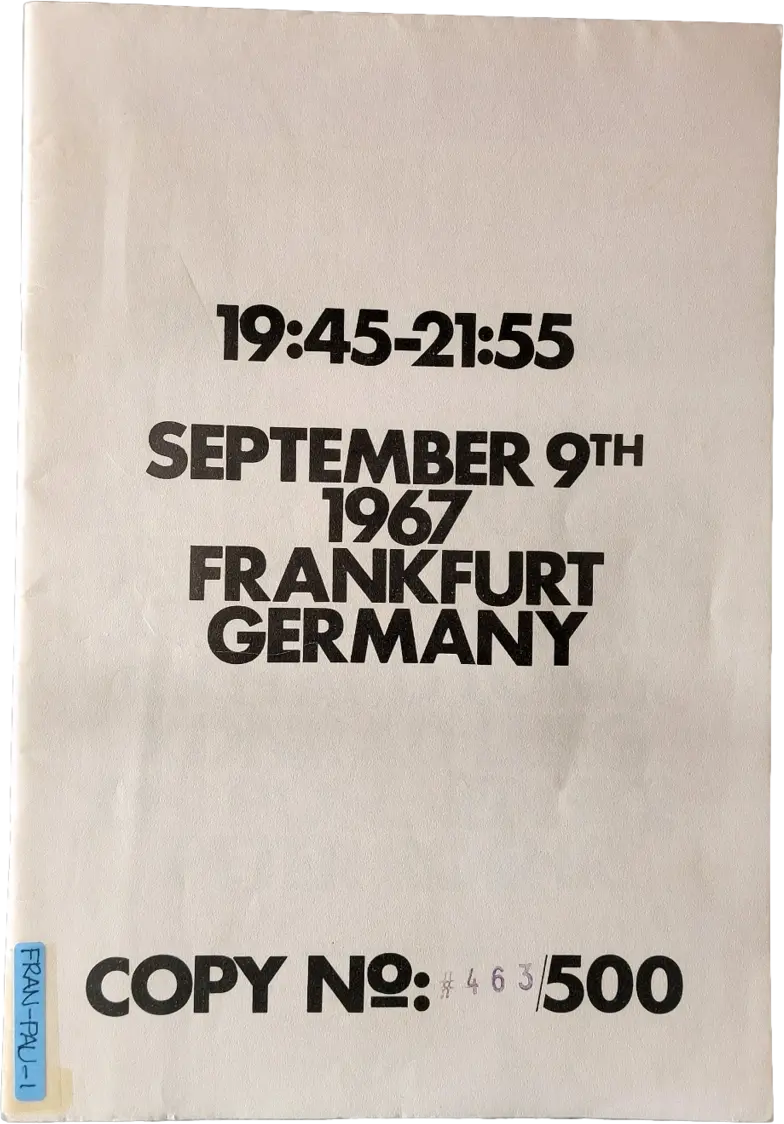 19:45-21:55
SEPTEMBER 9TH
1967
FRANKFURT
GERMANY
COPY Nº: #463/500
FRAN-PAU-1